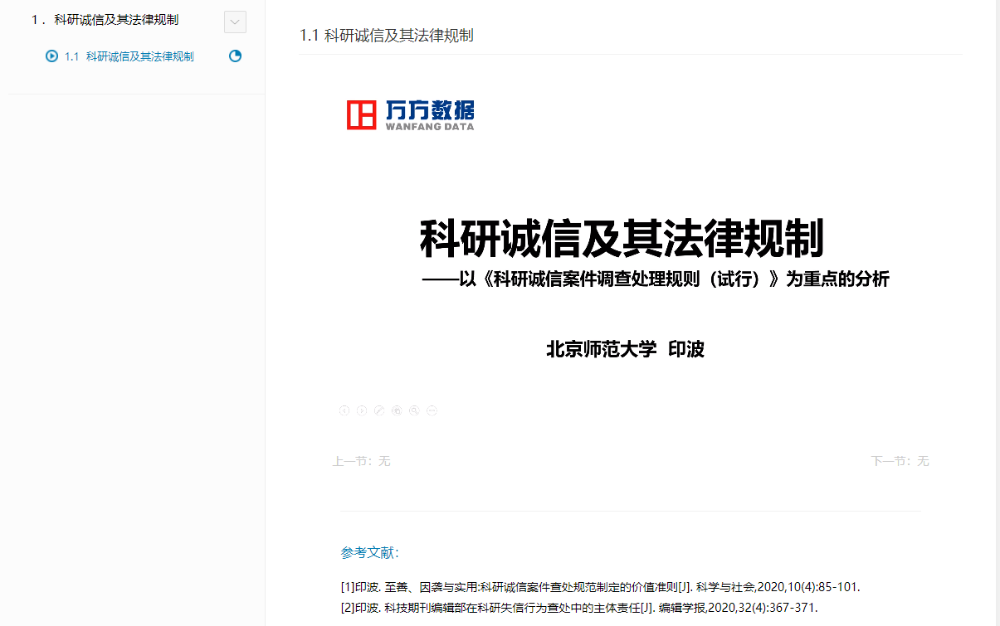 1 .  科研诚信及其法律规制
1.1  科研诚信及其法律规制
1.1 科研诚信及其法律规制
万方数据
WANFANG DATA
科研诚信及其法律规制
——以《科研诚信案件调查处理规则（试行）》为重点的分析
北京师范大学 印波
上一节：无
下一节：无
参考文献：
[1]印波. 至善、因袭与实用:科研诚信案件查处规范制定的价值准则[J]. 科学与社会,2020,10(4):85-101.
[2]印波. 科技期刊编辑部在科研失信行为查处中的主体责任[J]. 编辑学报,2020,32(4):367-371.